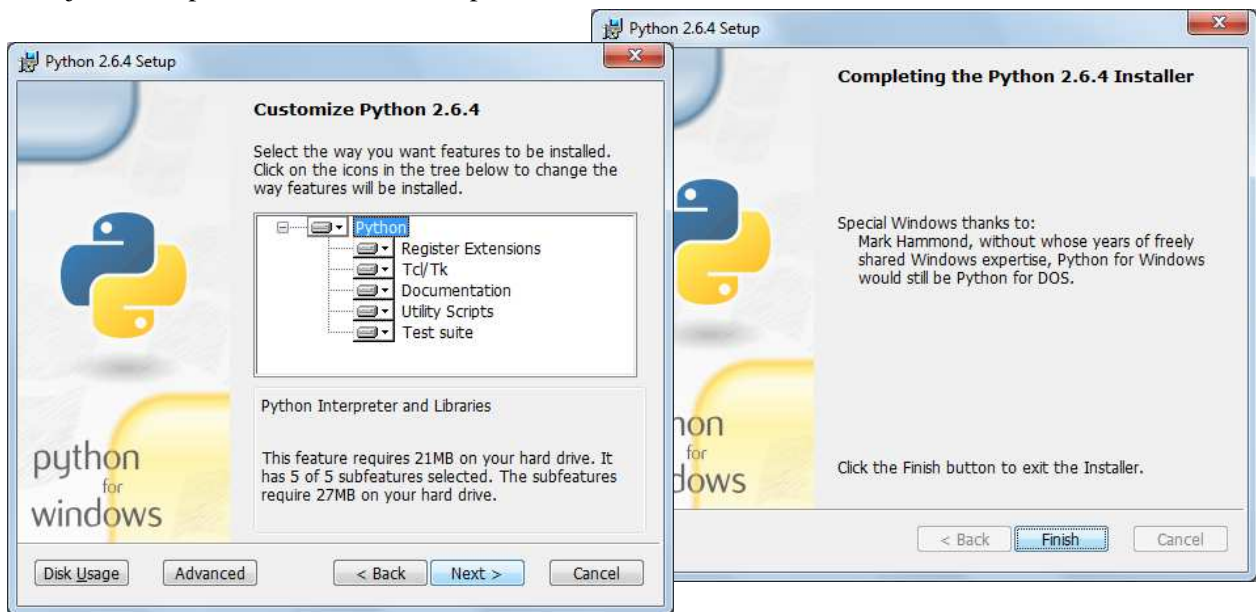 Python 2.6.4 Setup
Customize Python 2.6.4
Select the way you want features to be installed.
Click on the icons in the tree below to change the
way features will be installed.
Python
Register Extensions
Tcl/Tk
Documentation
Utility Scripts
Test suite
Python Interpreter and Libraries
This feature requires 21MB on your hard drive. It
has 5 of 5 subfeatures selected. The subfeatures
require 27MB on your hard drive.
python
for
windows
Disk Usage
Advanced
< Back
Next >
Cancel
Python 2.6.4 Setup
Completing the Python 2.6.4 Installer
Special Windows thanks to:
Mark Hammond, without whose years of freely
shared Windows expertise, Python for Windows
would still be Python for DOS.
hon
for
dows
Click the Finish button to exit the Installer.
< Back
Finish
Cancel